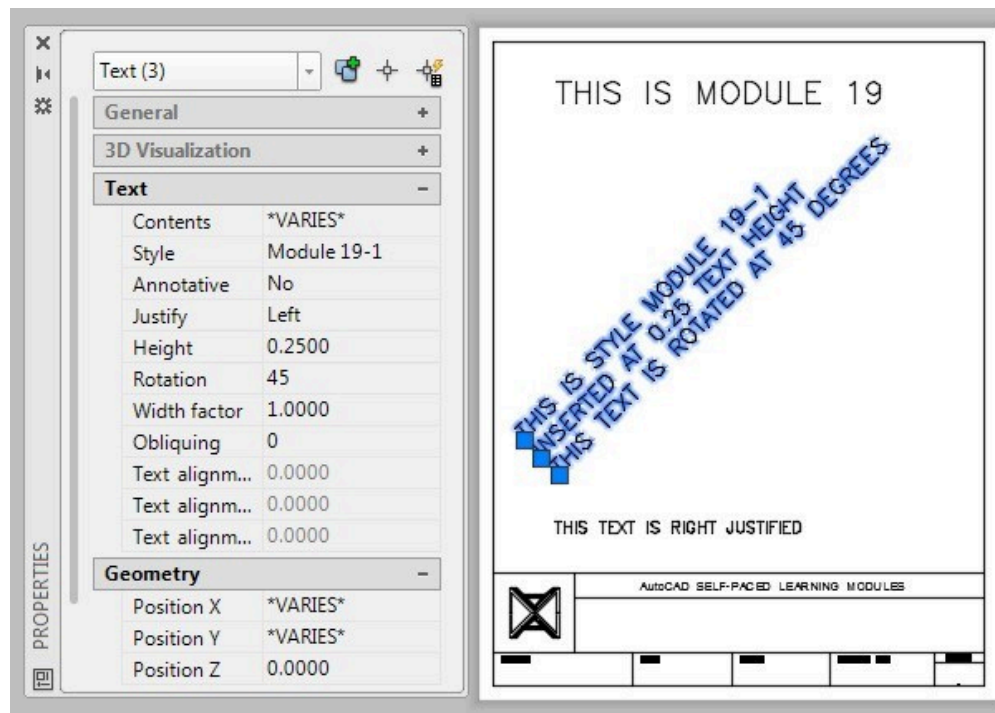 Text (3)
General
3D Visualization
Text
Contents *VARIES*
Style Module 19-1
Annotative No
Justify Left
Height 0.2500
Rotation 45
Width factor 1.0000
Obliquing 0
Text alignm... 0.0000
Text alignm... 0.0000
Text alignm... 0.0000
Geometry
Position X *VARIES*
Position Y *VARIES*
Position Z 0.0000
PROPERTIES
THIS IS MODULE 19
THIS IS STYLE MODULE 19-1
INSERTED AT 0.25 TEXT HEIGHT
THIS TEXT IS ROTATED AT 45 DEGREES
THIS TEXT IS RIGHT JUSTIFIED
AutoCAD SELF-PACED LEARNING MODULES